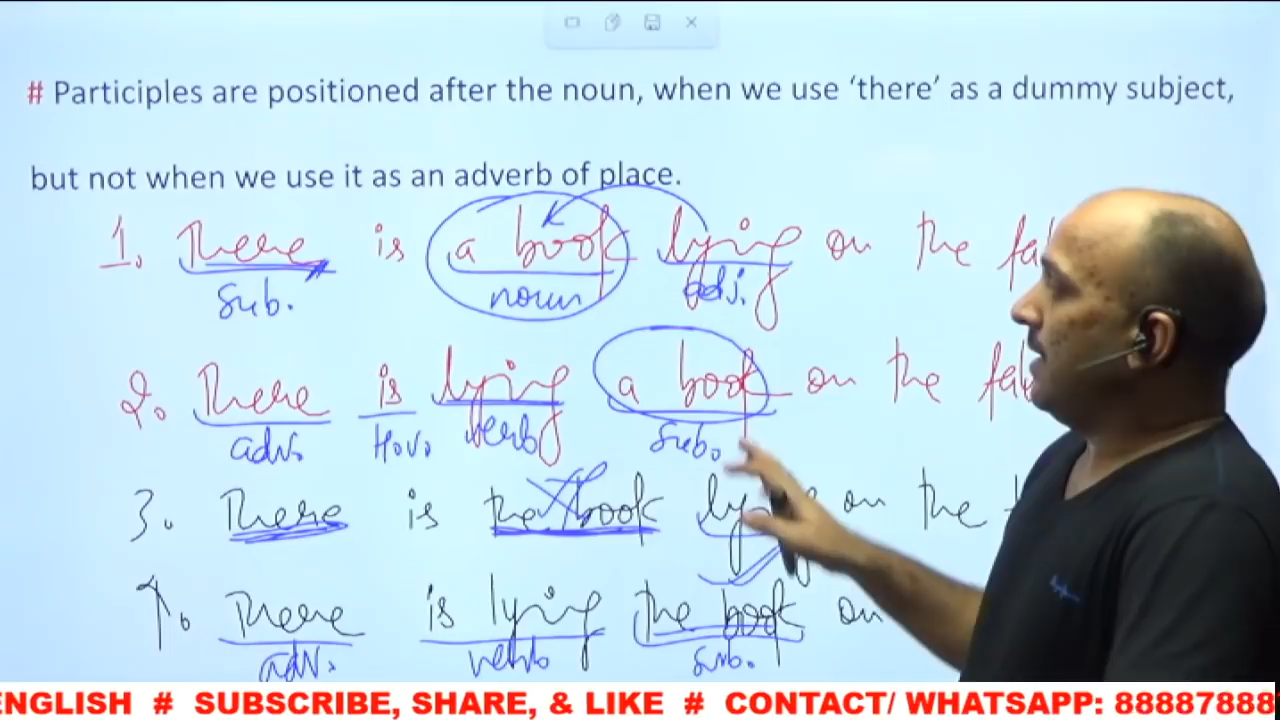 # Participles are positioned after the noun, when we use ‘there’ as a dummy subject,
but not when we use it as an adverb of place.
1. There is a book lying on the
sub. noun adj.
2. There is lying a book on the
adv. H.V. verb sub.
3. There is the book lying on the
4. There is lying the book on
adv. verb sub.
ENGLISH # SUBSCRIBE, SHARE, & LIKE # CONTACT/ WHATSAPP: 88887888